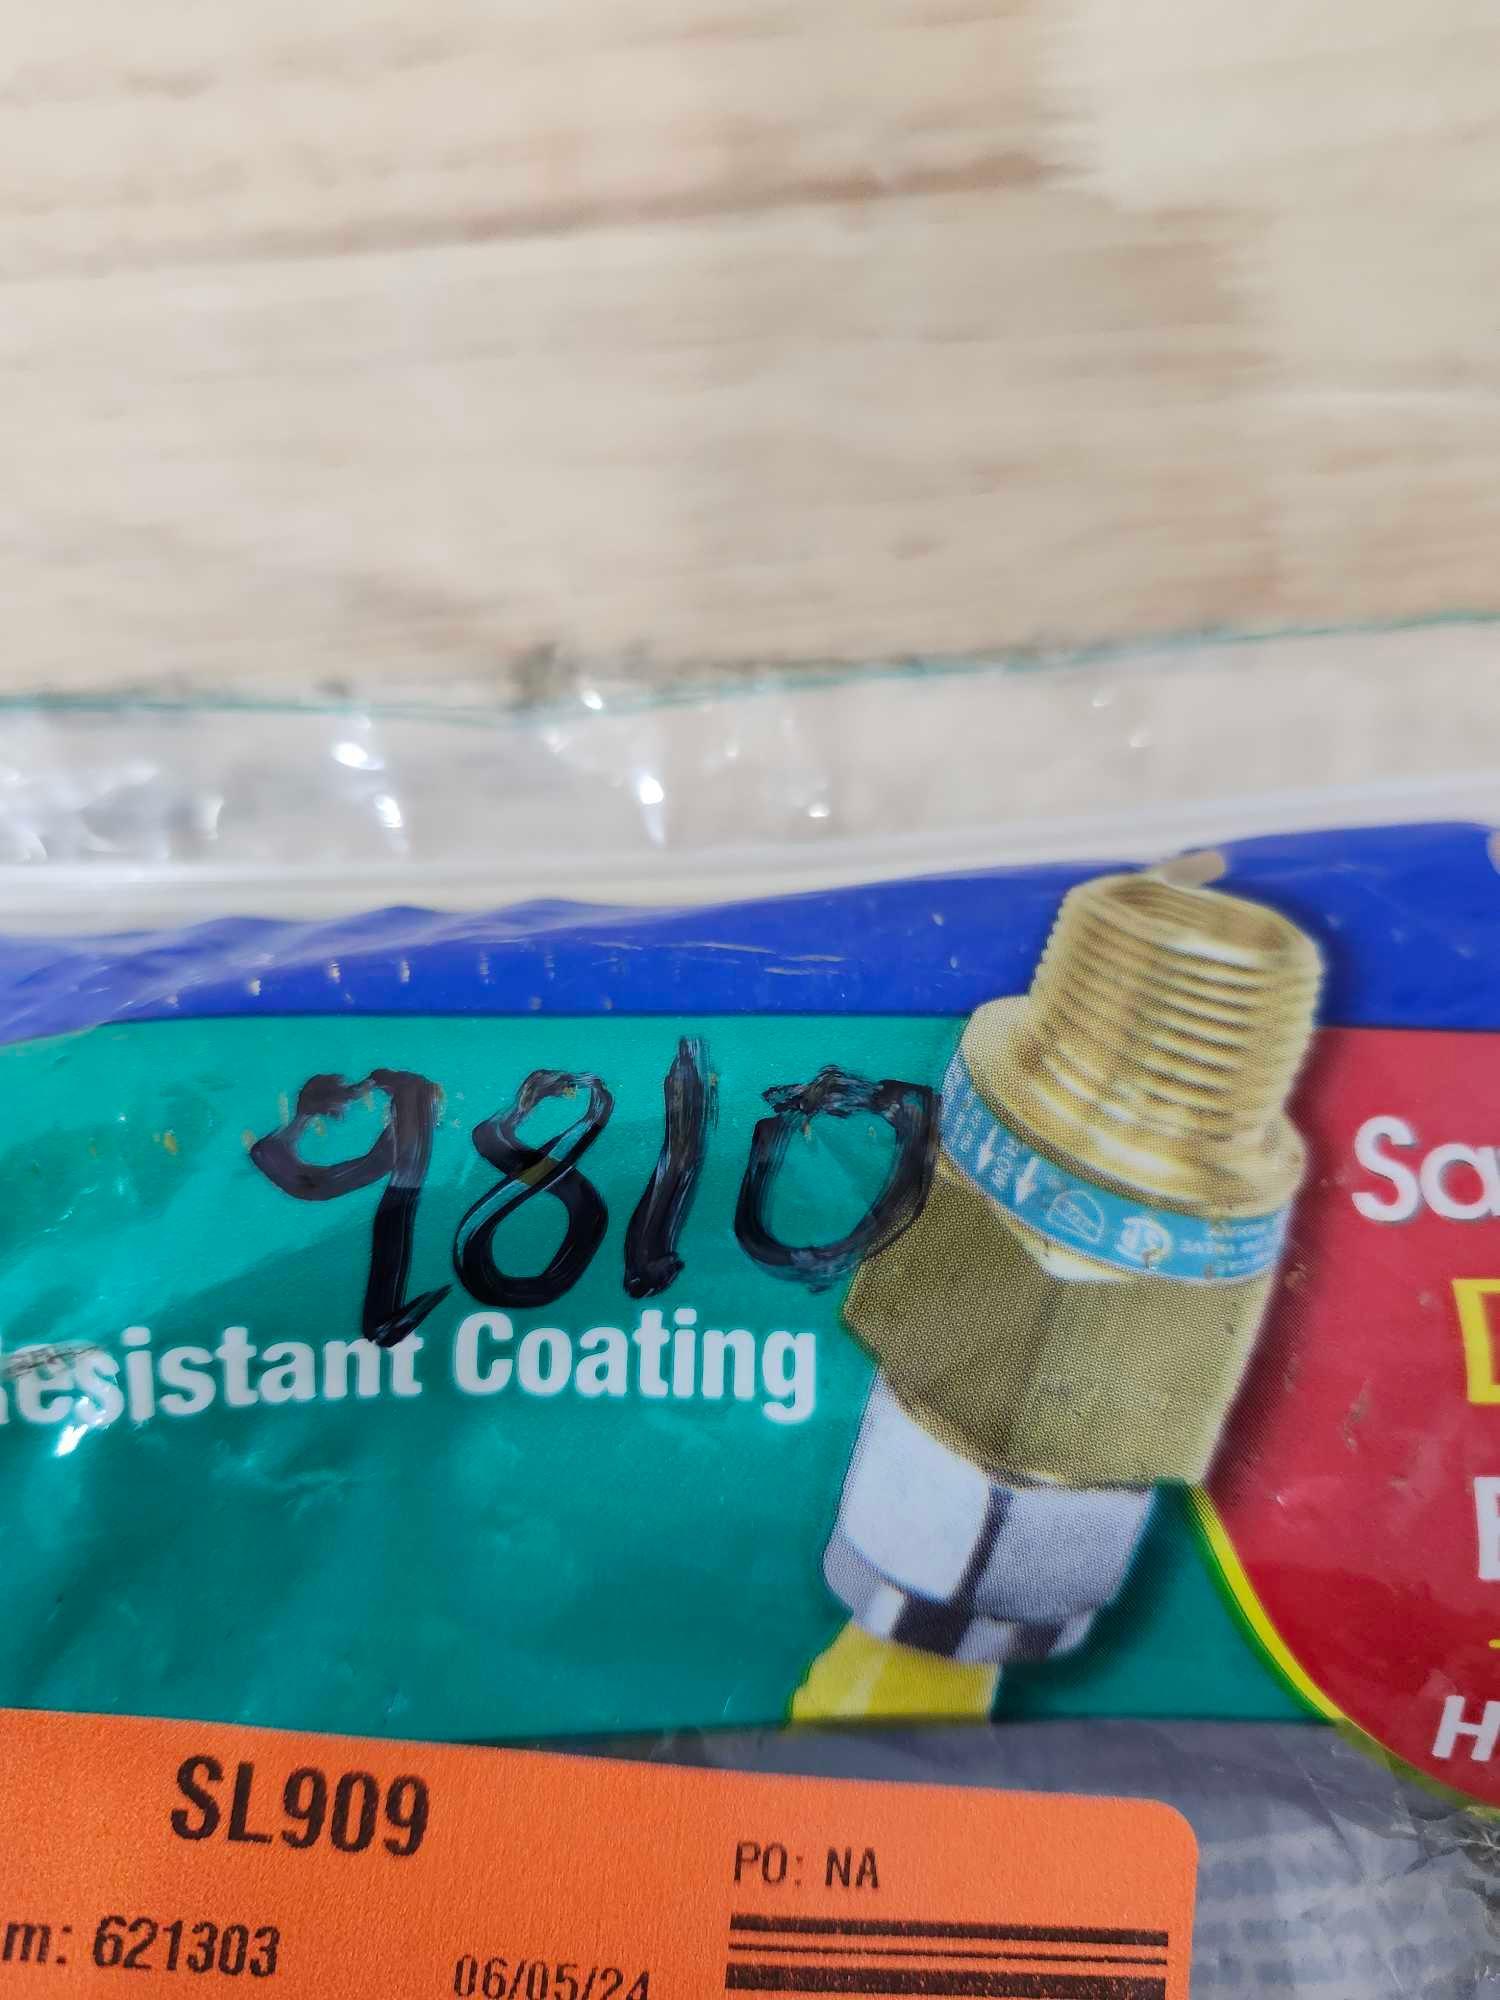 9810
Resistant Coating
SL909
PO: NA
m: 621303
06/05/24